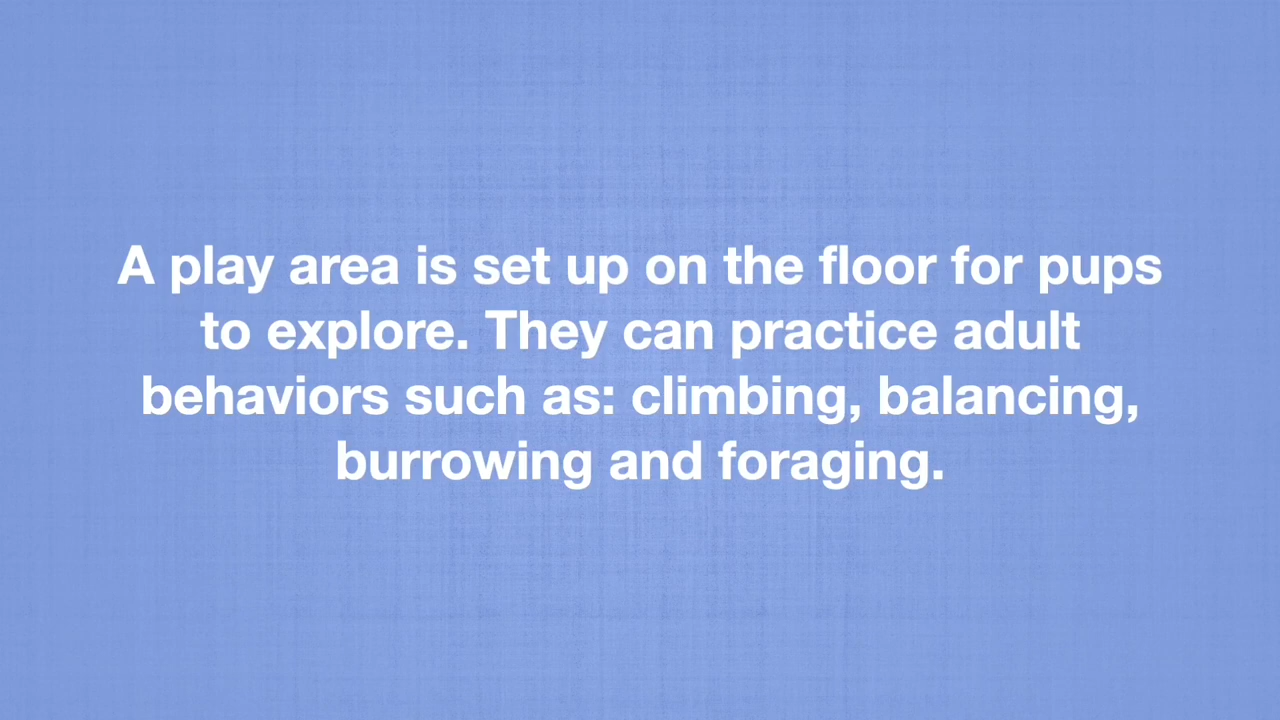 A play area is set up on the floor for pups
to explore. They can practice adult
behaviors such as: climbing, balancing,
burrowing and foraging.